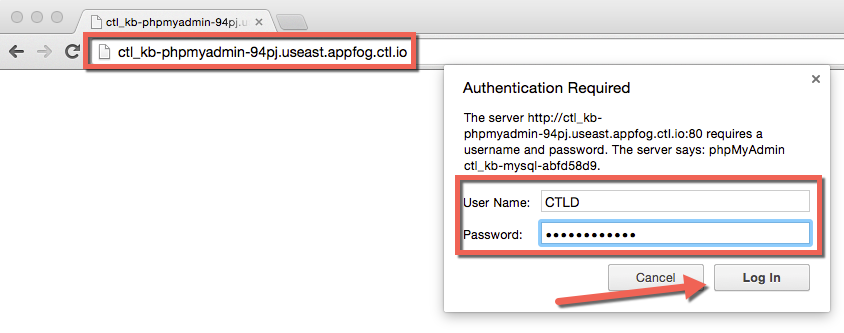 ctl_kb-phpmyadmin-94pj.u
ctl_kb-phpmyadmin-94pj.useast.appfog.ctl.io
Authentication Required
The server http://ctl_kb-
phpmyadmin-94pj.useast.appfog.ctl.io:80 requires a
username and password. The server says: phpMyAdmin
ctl_kb-mysql-abfd58d9.
User Name: CTLD
Password: ••••••••••••
Cancel Log In